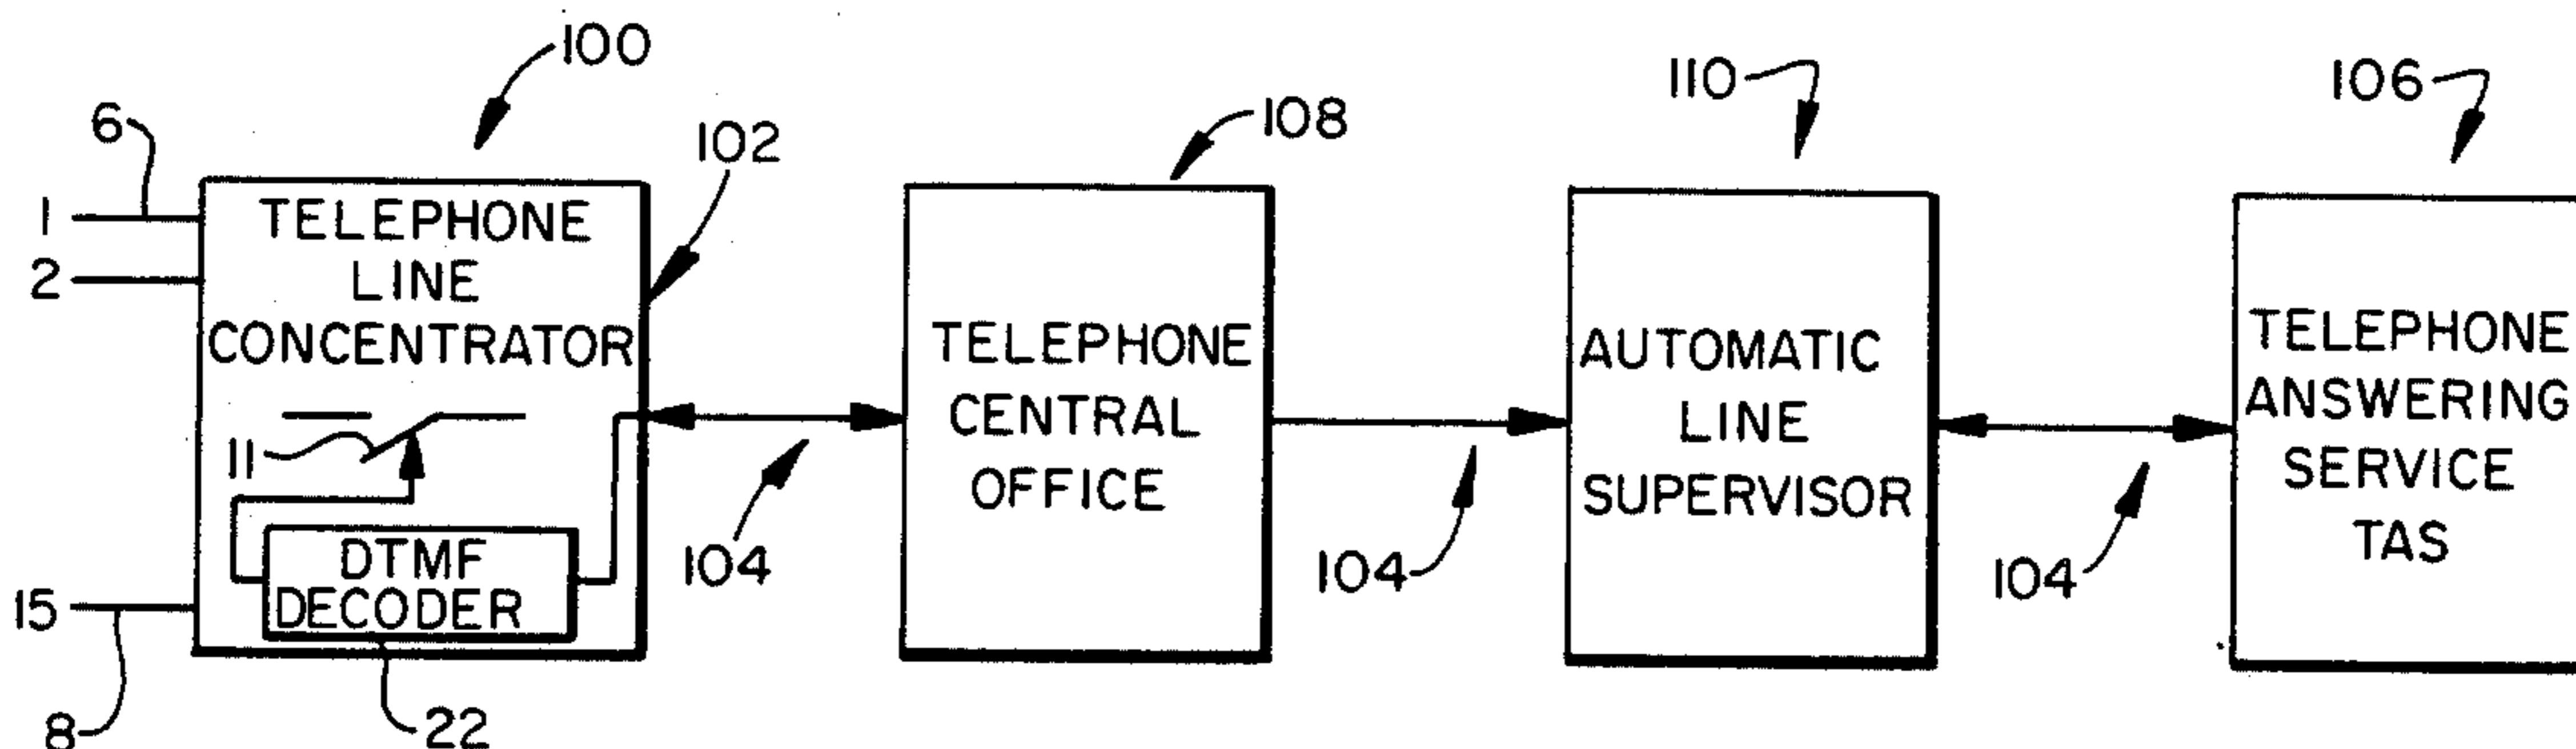 100
6
102
108
110
106
1
2
TELEPHONE
LINE
CONCENTRATOR
11
DTMF
DECODER
15
8
22
104
TELEPHONE
CENTRAL
OFFICE
104
AUTOMATIC
LINE
SUPERVISOR
104
TELEPHONE
ANSWERING
SERVICE
TAS